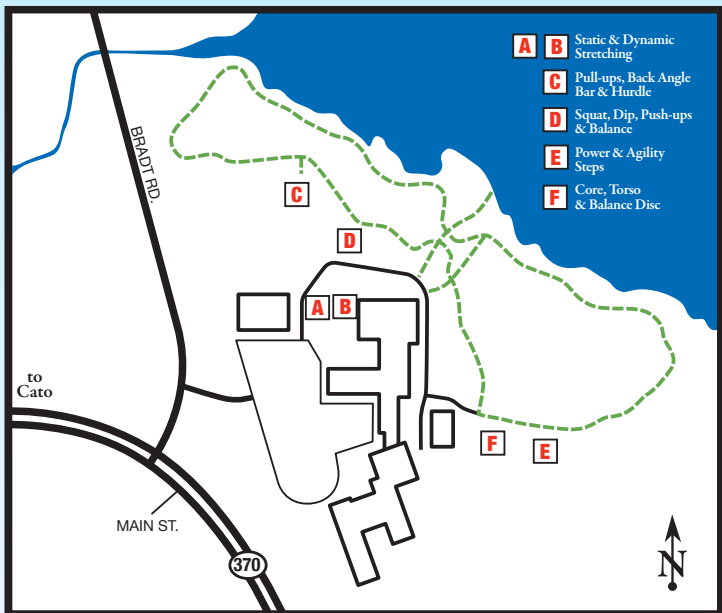 A B Static & Dynamic
Stretching
C Pull-ups, Back Angle
Bar & Hurdle
D Squat, Dip, Push-ups
& Balance
E Power & Agility
Steps
F Core, Torso
& Balance Disc
BRADT RD.
C
D
A B
to
Cato
F E
MAIN ST.
370
N